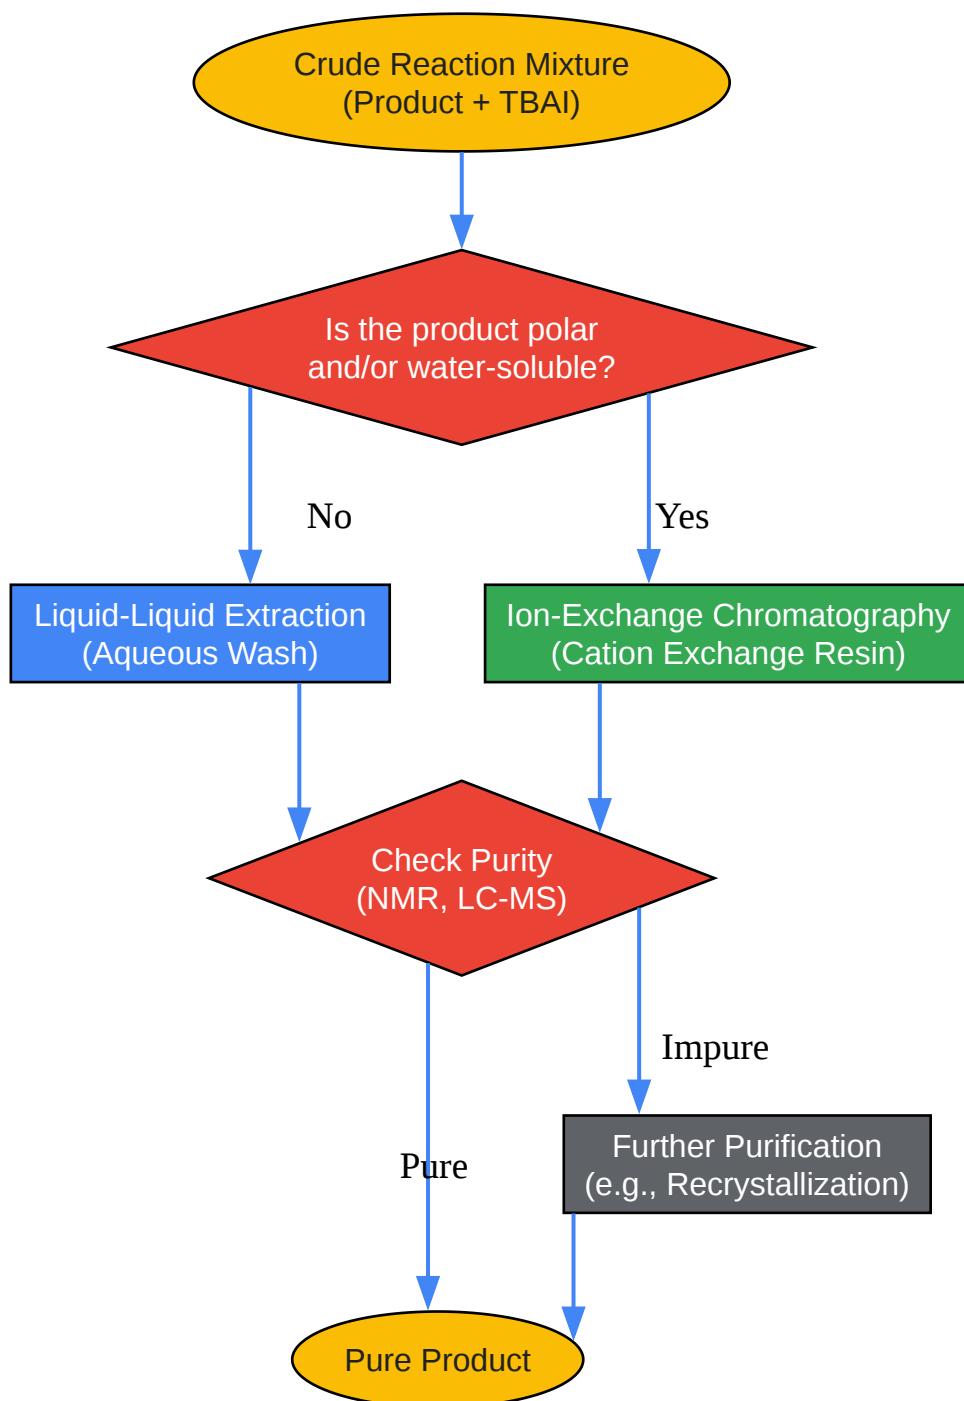 Crude Reaction Mixture
(Product + TBAI)
Is the product polar
and/or water-soluble?
No
Yes
Liquid-Liquid Extraction
(Aqueous Wash)
Ion-Exchange Chromatography
(Cation Exchange Resin)
Check Purity
(NMR, LC-MS)
Impure
Pure
Further Purification
(e.g., Recrystallization)
Pure Product